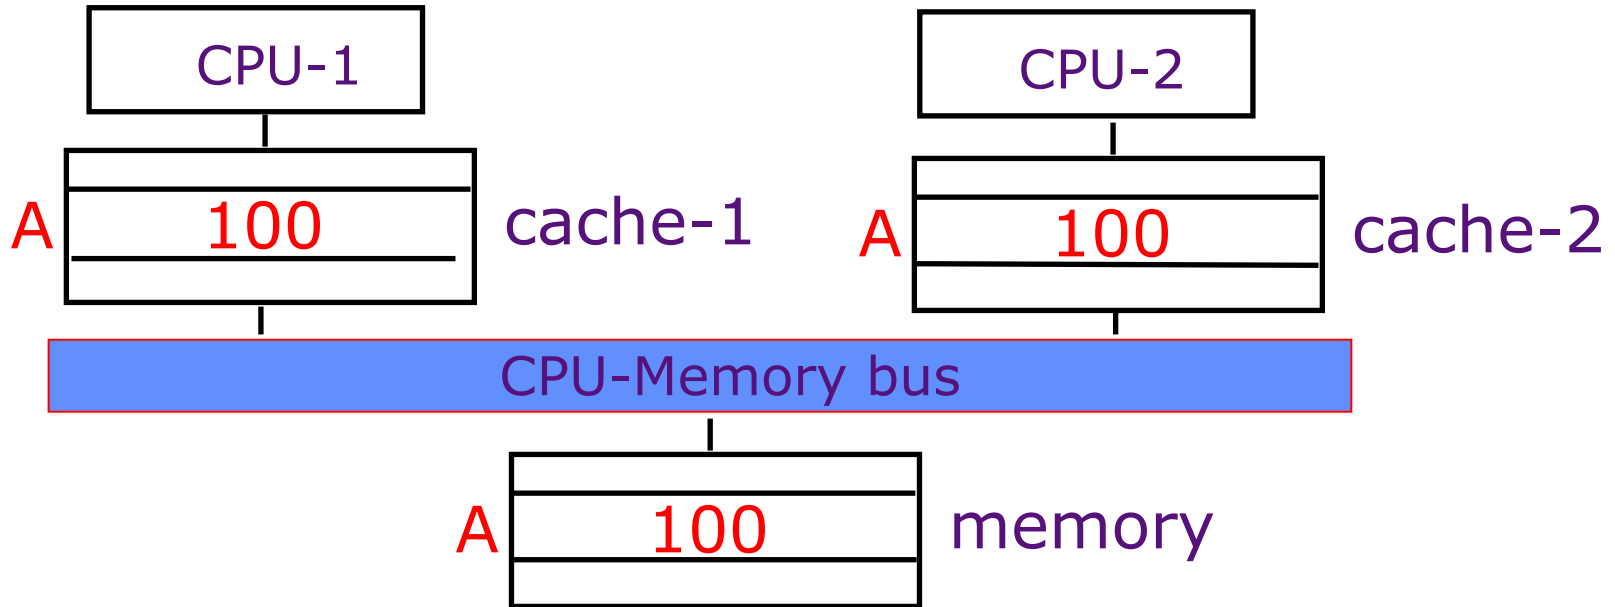 CPU-1
CPU-2
A 100 cache-1
A 100 cache-2
CPU-Memory bus
A 100 memory